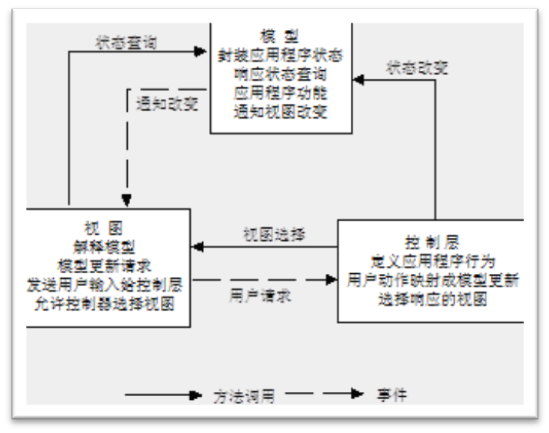 模 型
封装应用程序状态
响应状态查询
应用程序功能
通知视图改变
状态查询
状态改变
通知改变
视 图
解释模型
模型更新请求
发送用户输入给控制层
允许控制器选择视图
视图选择
用户请求
控 制 层
定义应用程序行为
用户动作映射成模型更新
选择响应的视图
方法调用
事件